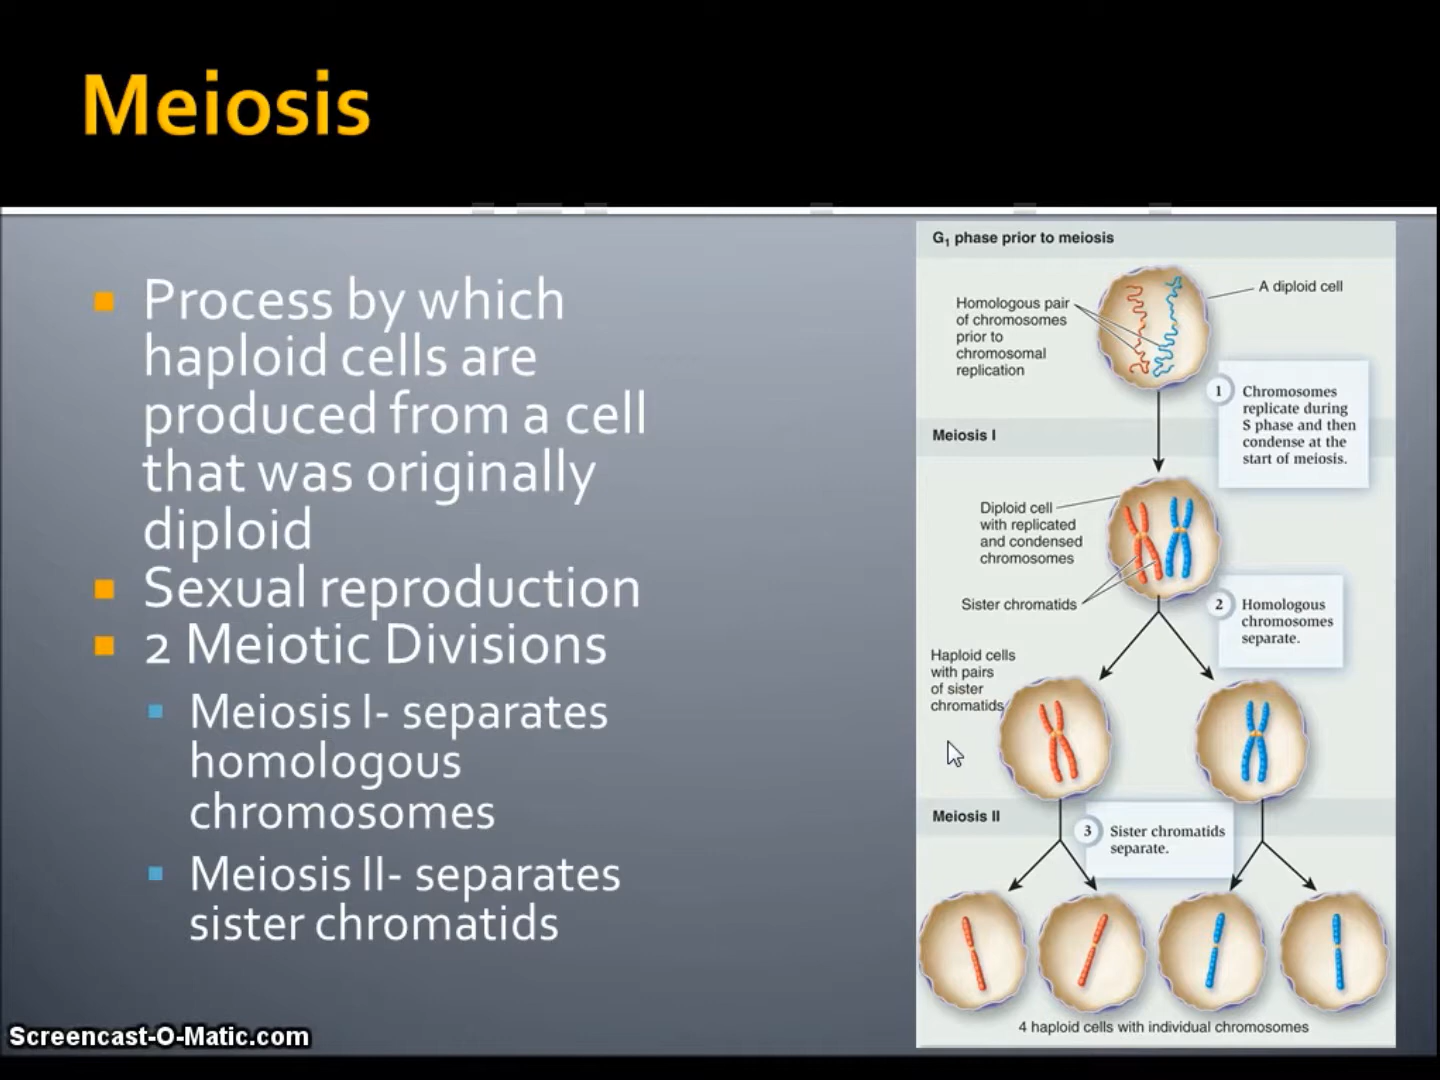 Meiosis
Process by which
haploid cells are
produced from a cell
that was originally
diploid
Sexual reproduction
2 Meiotic Divisions
Meiosis I- separates
homologous
chromosomes
Meiosis II- separates
sister chromatids
G1 phase prior to meiosis
A diploid cell
Homologous pair
of chromosomes
prior to
chromosomal
replication
1 Chromosomes
replicate during
S phase and then
condense at the
start of meiosis.
Meiosis I
Diploid cell
with replicated
and condensed
chromosomes
Sister chromatids
2 Homologous
chromosomes
separate.
Haploid cells
with pairs
of sister
chromatids
Meiosis II
3 Sister chromatids
separate.
4 haploid cells with individual chromosomes
Screencast-O-Matic.com